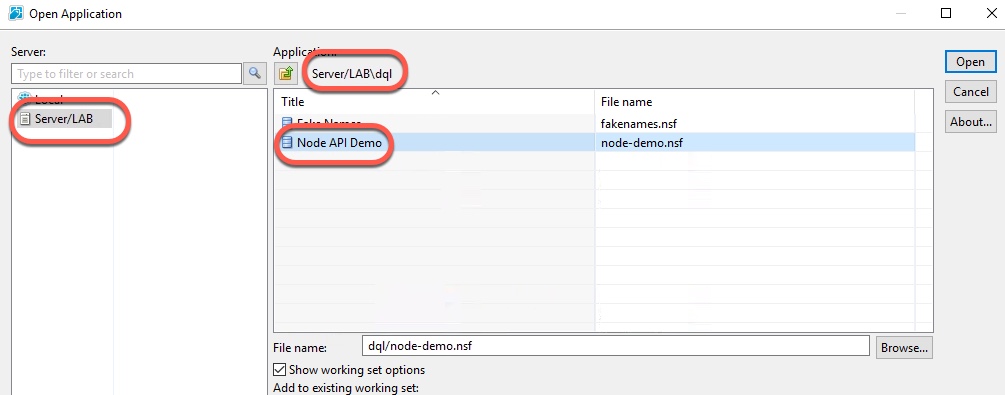 Open Application
Server:
Application:
Type to filter or search
Server/LAB\dql
Open
Title
File name
Cancel
Local
Fake Names
fakenames.nsf
Server/LAB
About...
Node API Demo
node-demo.nsf
File name:
dql/node-demo.nsf
Browse...
Show working set options
Add to existing working set: